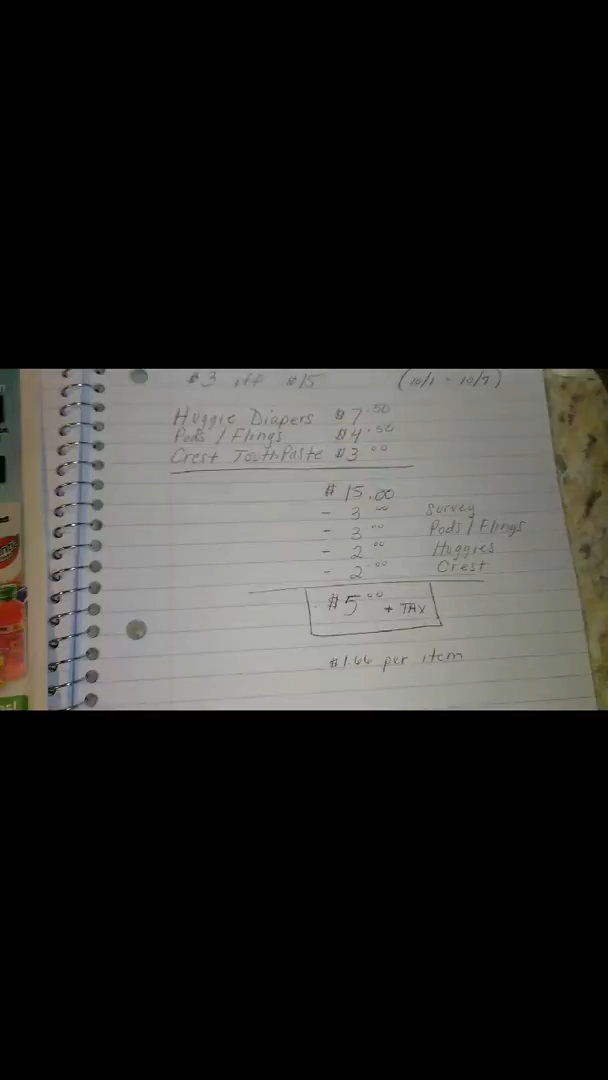 $3 off $15 (10/1 - 10/7)
Huggie Diapers $7.50
Pods / Flings $4.50
Crest ToothPaste $3.00
$15.00
- 3.00 Survey
- 3.00 Pods / Flings
- 2.00 Huggies
- 2.00 Crest
$5.00 + TAX
$1.66 per item